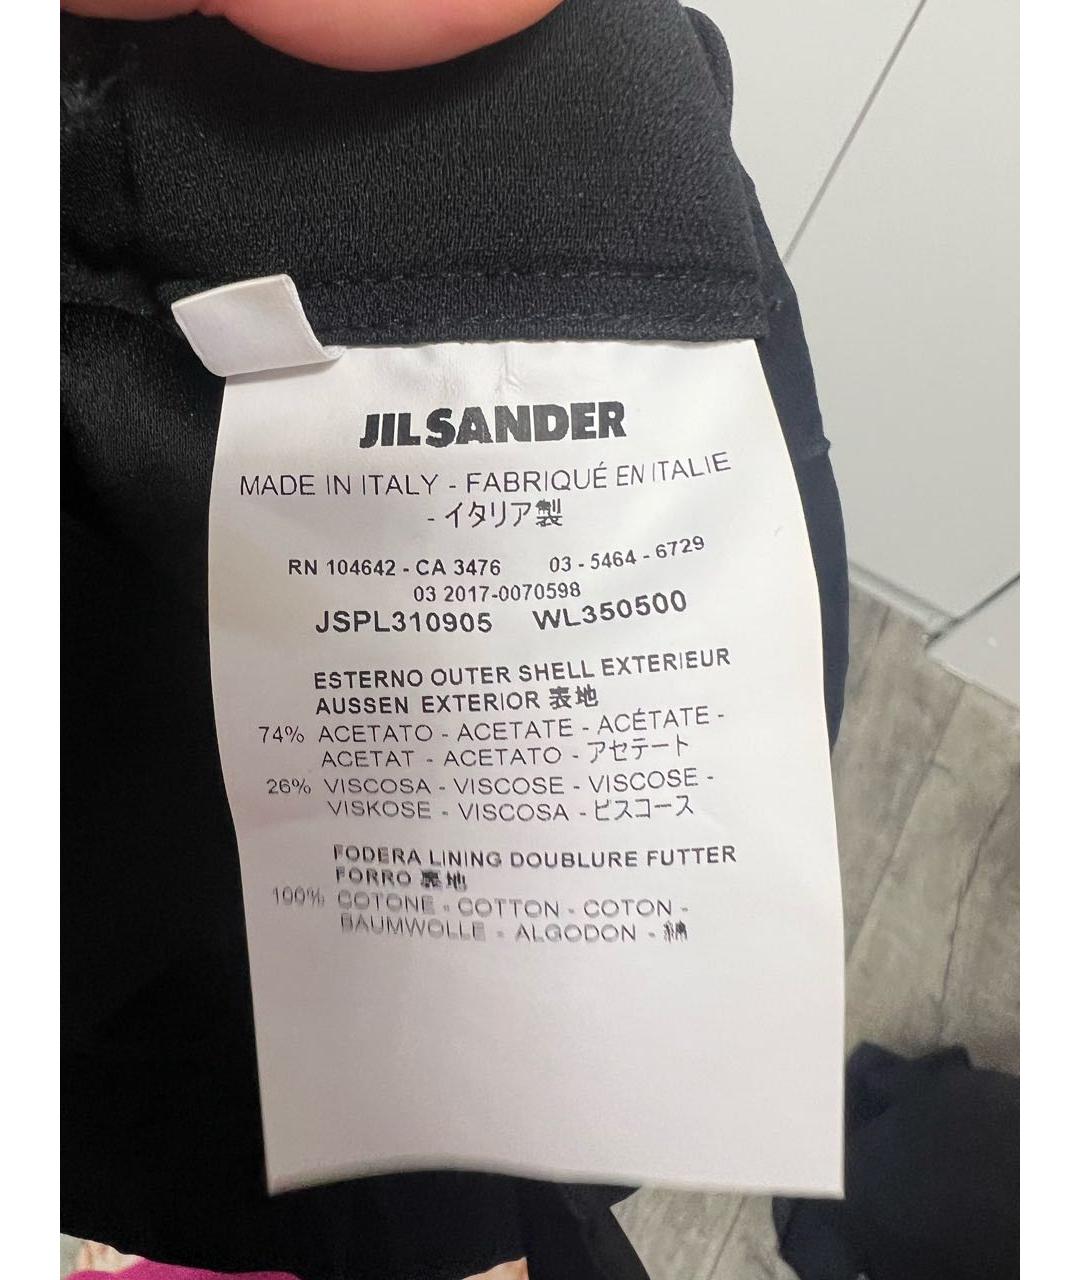 JIL SANDER
MADE IN ITALY - FABRIQUÉ EN ITALIE
- イタリア製
RN 104642 - CA 3476 03 - 5464 - 6729
03 2017-0070598
JSPL310905 WL350500
ESTERNO OUTER SHELL EXTERIEUR
AUSSEN EXTERIOR 表地
74% ACETATO - ACETATE - ACÉTATE -
ACETAT - ACETATO - アセテート
26% VISCOSA - VISCOSE - VISCOSE -
VISKOSE - VISCOSA - ビスコース
FODERA LINING DOUBLURE FUTTER
FORRO 裏地
100% COTONE - COTTON - COTON -
BAUMWOLLE - ALGODON - 綿